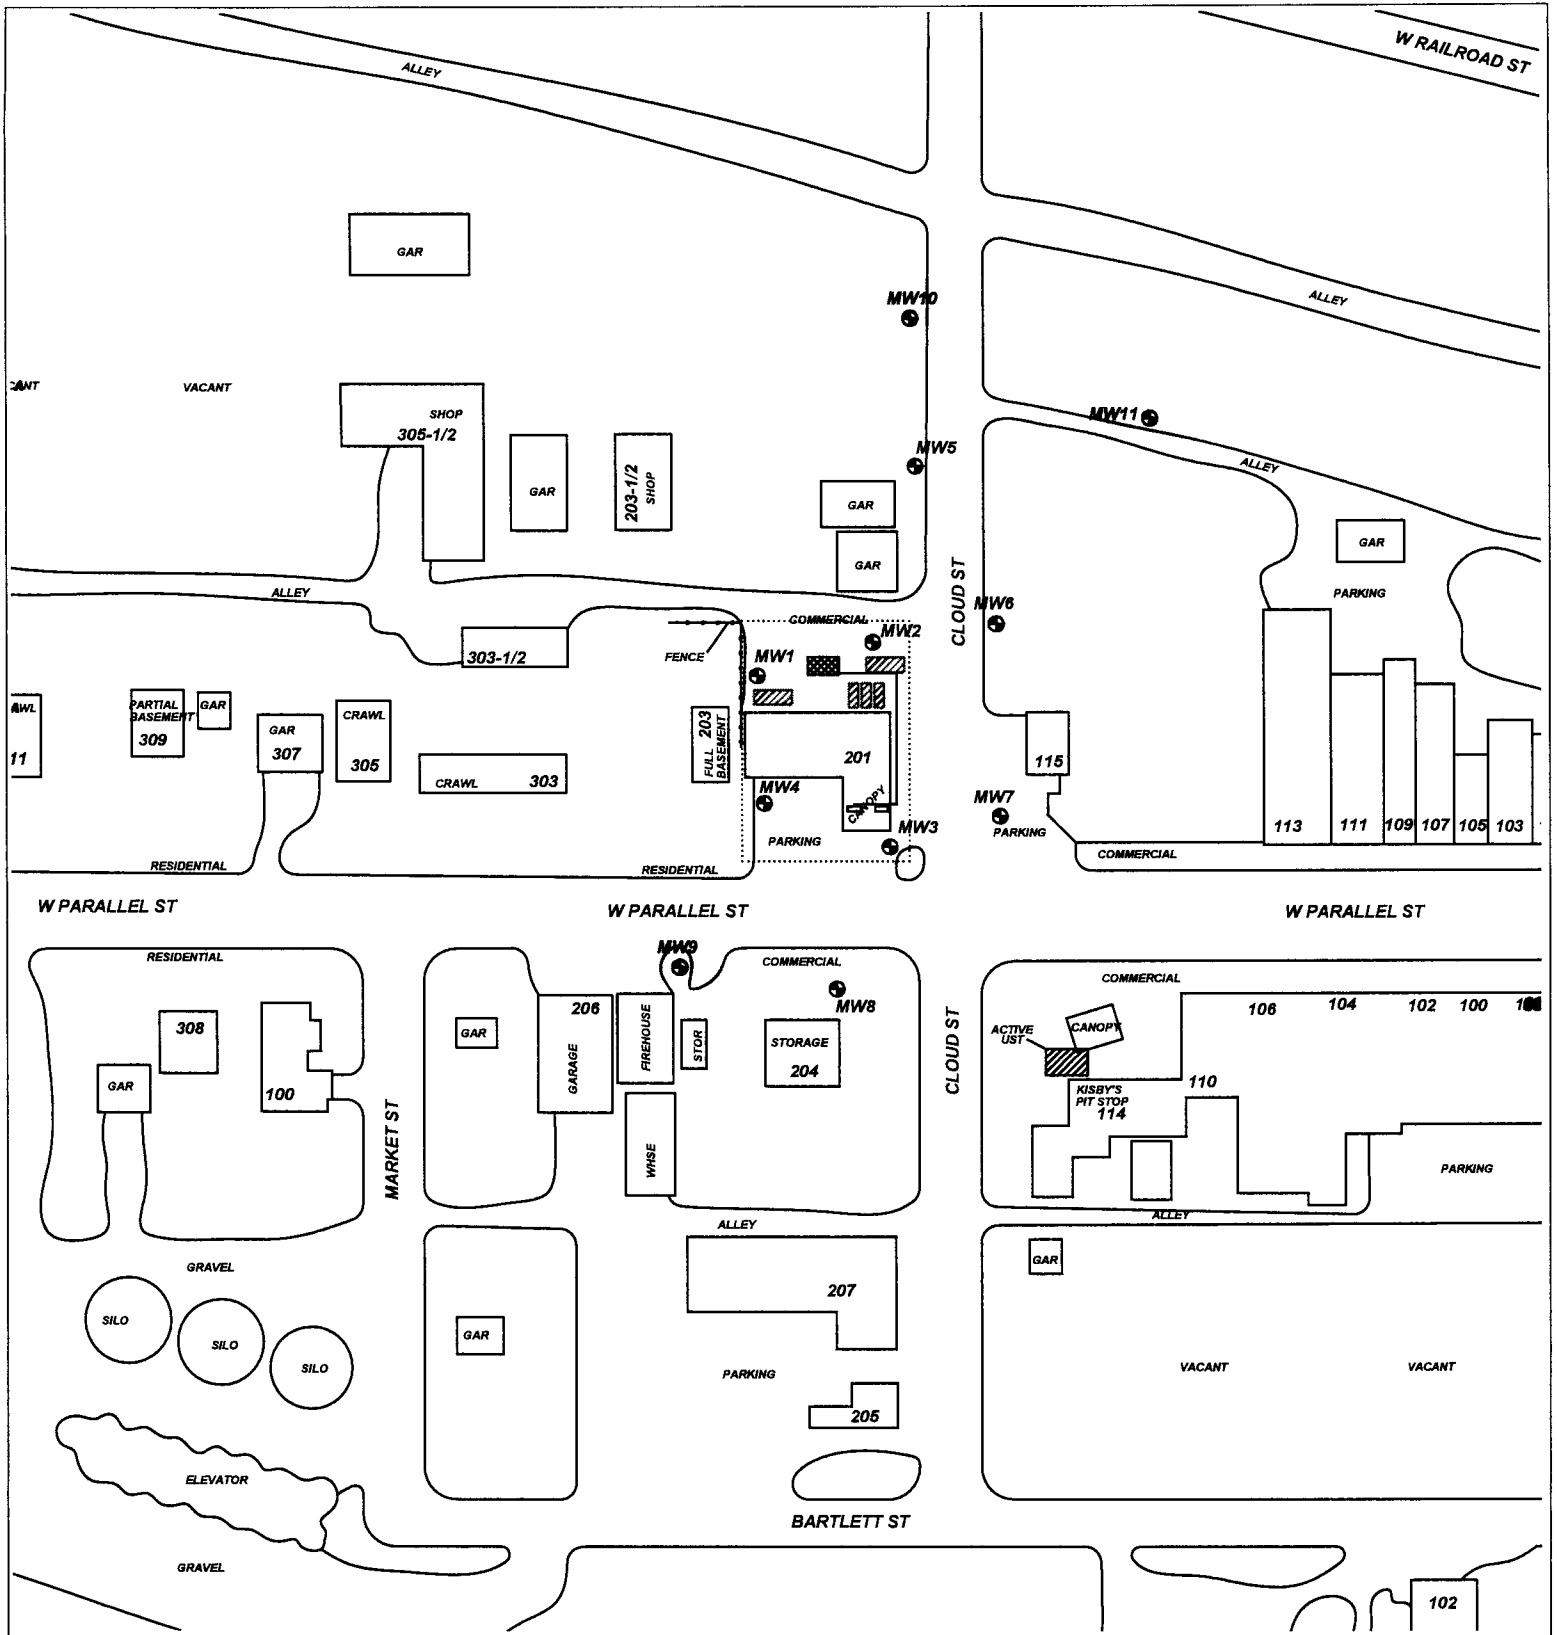 W RAILROAD ST
ALLEY
GAR
MW10
ALLEY
VACANT
SHOP
305-1/2
MW11
MW5
ALLEY
GAR
203-1/2
SHOP
GAR
GAR
GAR
ALLEY
PARKING
CLOUD ST
MW6
COMMERCIAL
MW2
303-1/2
FENCE
MW1
PARTIAL
BASEMENT
309
GAR
GAR
307
CRAWL
305
CRAWL
303
203
FULL
BASEMENT
201
CANOPY
115
11
MW4
MW7
PARKING
MW3
PARKING
113
111
109
107
105
103
COMMERCIAL
RESIDENTIAL
RESIDENTIAL
W PARALLEL ST
W PARALLEL ST
W PARALLEL ST
RESIDENTIAL
MW9
COMMERCIAL
COMMERCIAL
MW8
308
206
GARAGE
FIREHOUSE
STOR
STORAGE
204
GAR
CLOUD ST
ACTIVE
UST
CANOPY
106
104
102
100
GAR
100
KISBY'S
PIT STOP
114
110
MARKET ST
WHSE
PARKING
ALLEY
ALLEY
GRAVEL
207
GAR
SILO
SILO
SILO
GAR
PARKING
VACANT
VACANT
205
ELEVATOR
BARTLETT ST
GRAVEL
102